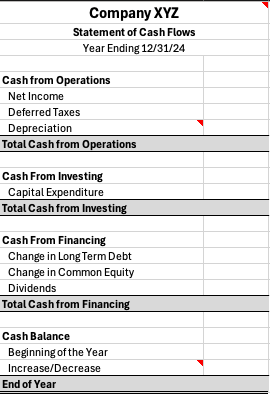 Company XYZ
Statement of Cash Flows
Year Ending 12/31/24
Cash from Operations
Net Income
Deferred Taxes
Depreciation
Total Cash from Operations
Cash From Investing
Capital Expenditure
Total Cash from Investing
Cash From Financing
Change in Long Term Debt
Change in Common Equity
Dividends
Total Cash from Financing
Cash Balance
Beginning of the Year
Increase/Decrease
End of Year